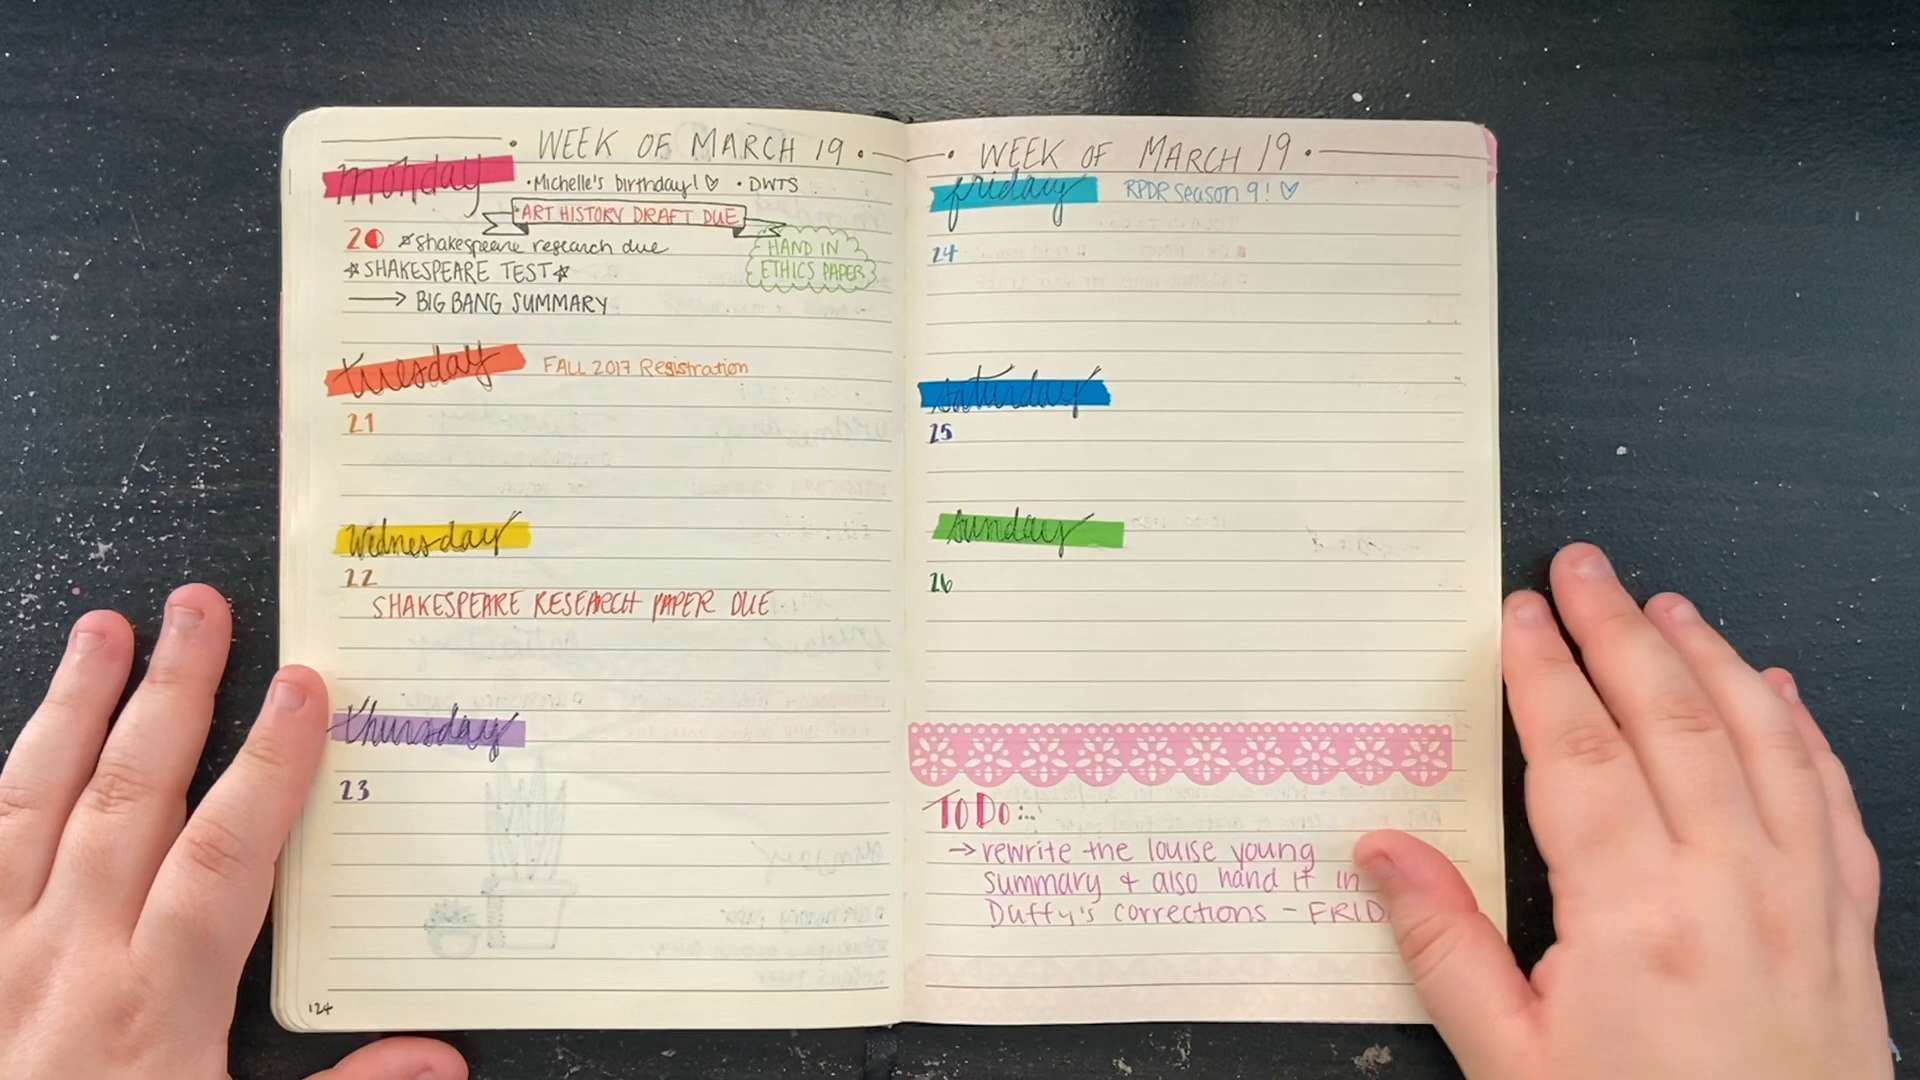 WEEK OF MARCH 19
monday
•Michelle's birthday! ♡ •DWTS
•ART HISTORY DRAFT DUE
20 ☆shakespeare research due
HAND IN
ETHICS PAPER
☆SHAKESPEARE TEST☆
→ BIG BANG SUMMARY
tuesday
FALL 2017 Registration
21
wednesday
22
SHAKESPEARE RESEARCH PAPER DUE.
thursday
23
124
WEEK OF MARCH 19
friday
RPDR season 9! ♡
24
saturday
25
sunday
26
TO DO:
→ rewrite the louise young
summary + also hand it in
Duffy's corrections -